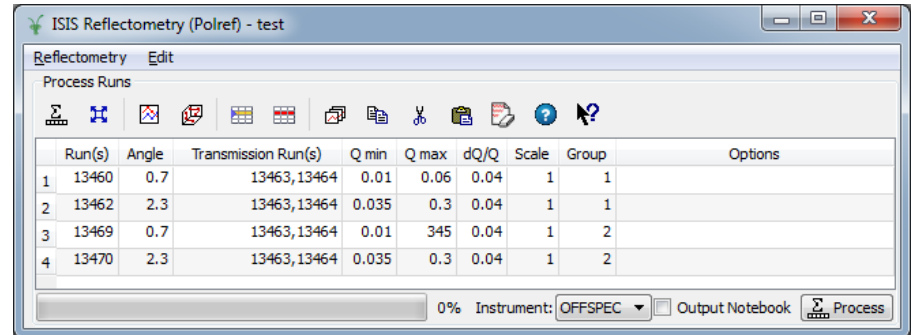 ISIS Reflectometry (Polref) - test
Reflectometry Edit
Process Runs
Run(s) Angle Transmission Run(s) Q min Q max dQ/Q Scale Group Options
1 13460 0.7 13463,13464 0.01 0.06 0.04 1 1
2 13462 2.3 13463,13464 0.035 0.3 0.04 1 1
3 13469 0.7 13463,13464 0.01 345 0.04 1 2
4 13470 2.3 13463,13464 0.035 0.3 0.04 1 2
0% Instrument: OFFSPEC Output Notebook Process